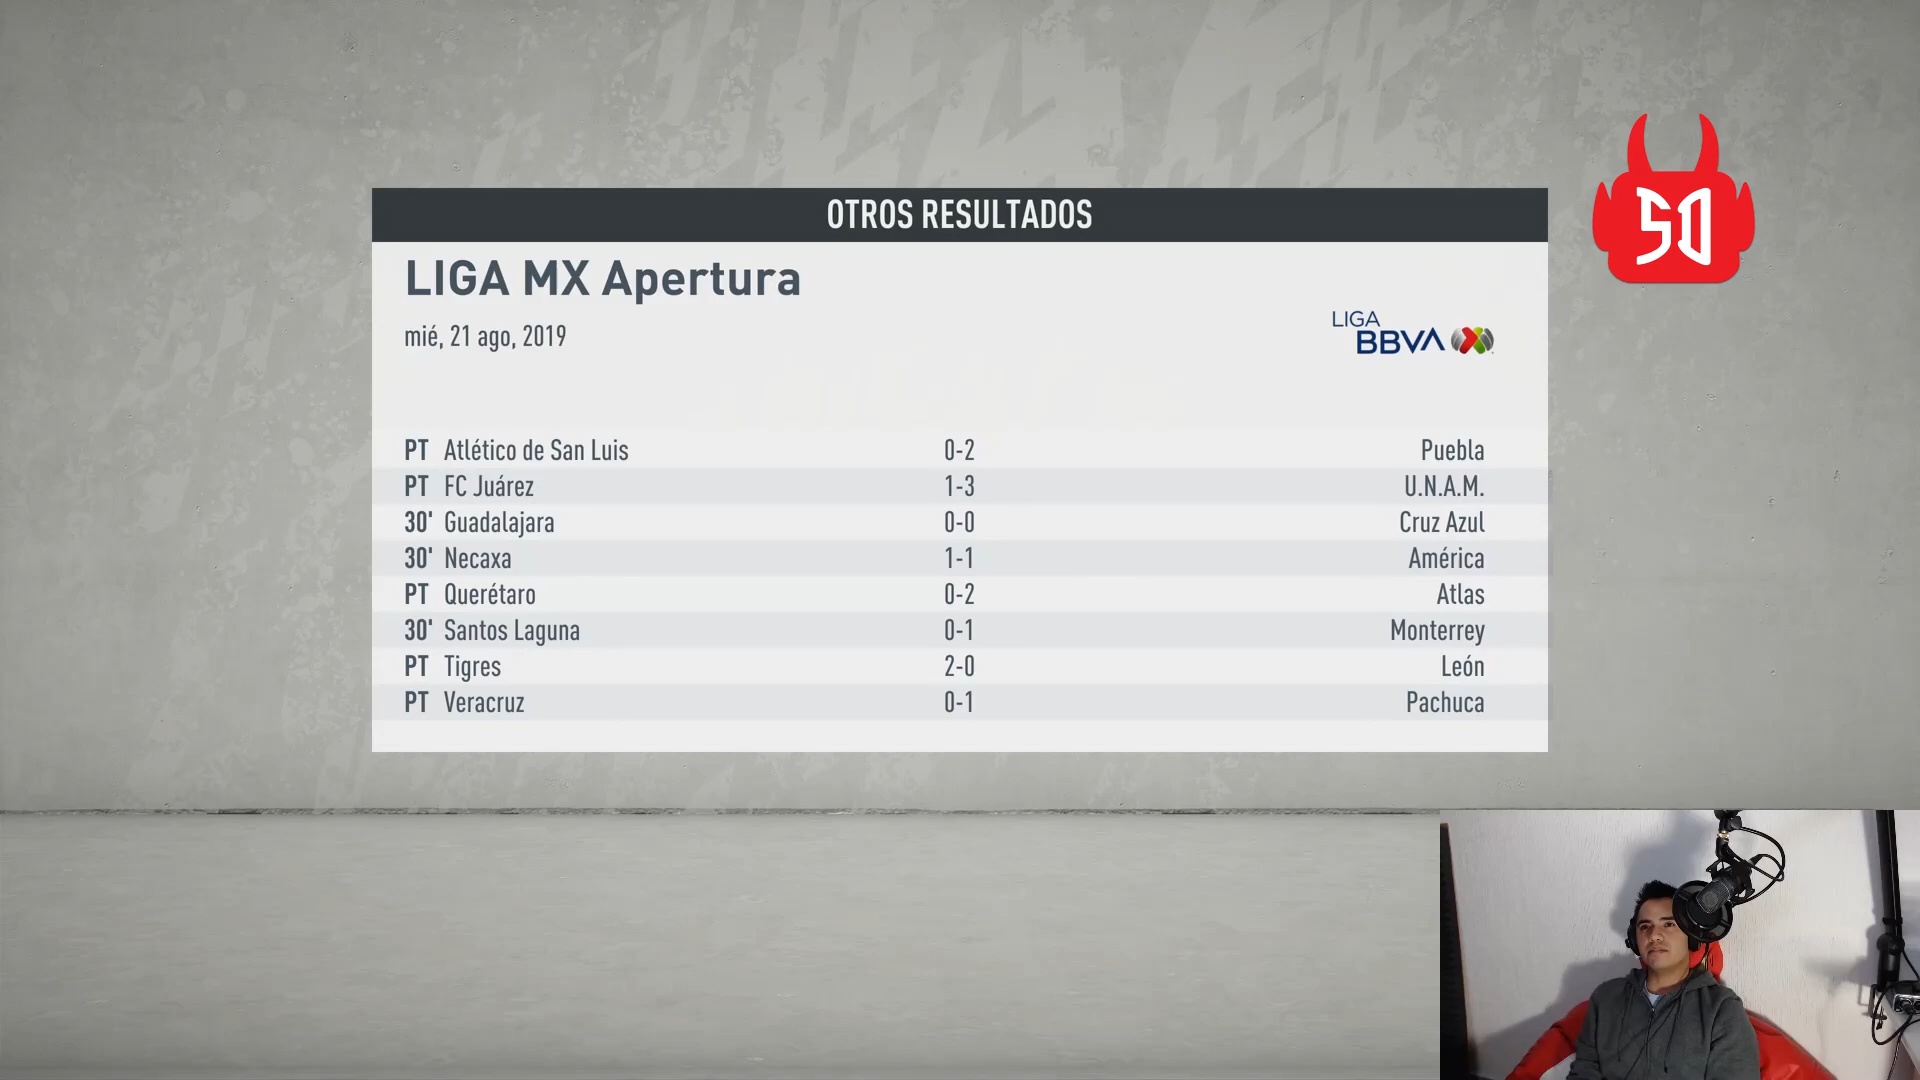 OTROS RESULTADOS
LIGA MX Apertura
mié, 21 ago, 2019
LIGA
BBVA
50
PT Atlético de San Luis 0-2 Puebla
PT FC Juárez 1-3 U.N.A.M.
30' Guadalajara 0-0 Cruz Azul
30' Necaxa 1-1 América
PT Querétaro 0-2 Atlas
30' Santos Laguna 0-1 Monterrey
PT Tigres 2-0 León
PT Veracruz 0-1 Pachuca